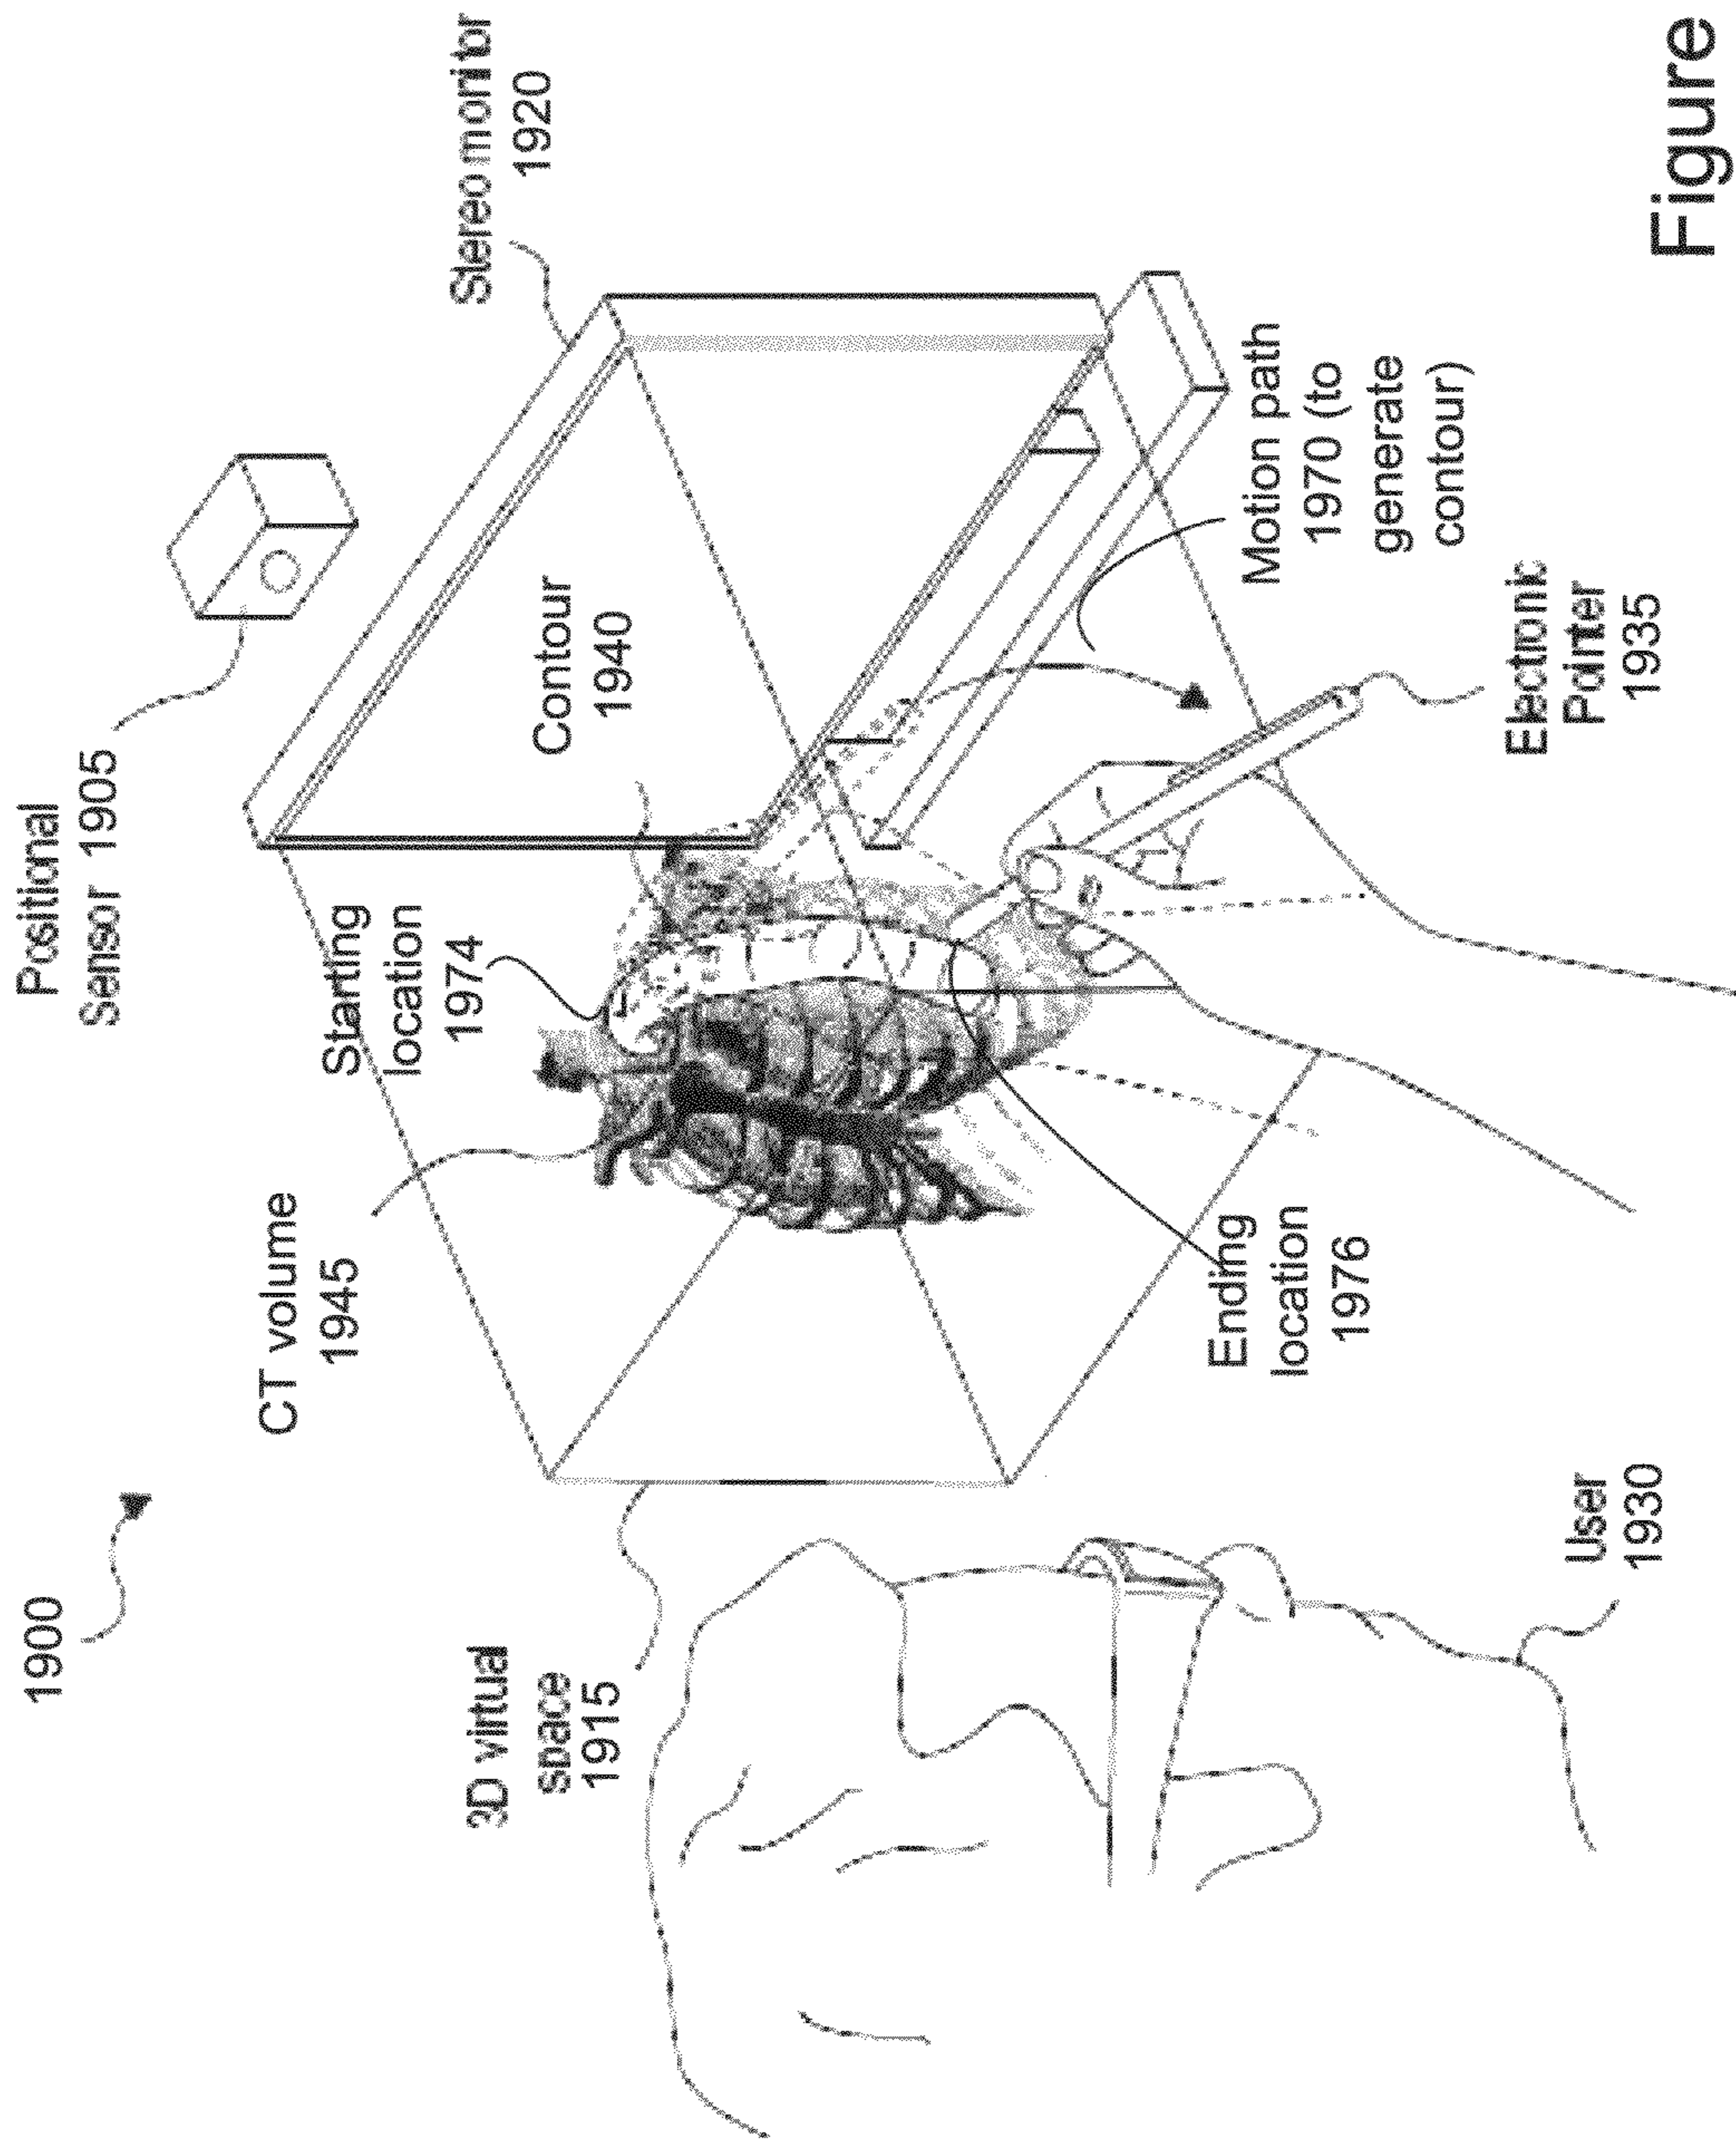 1900
Positional
Sensor 1905
CT volume
1945
Starting
location
1974
Stereo monitor
1920
3D virtual
space
1915
Contour
1940
Ending
location
1976
Motion path
1970 (to
generate
contour)
Electronic
Pointer
1935
User
1930
Figure